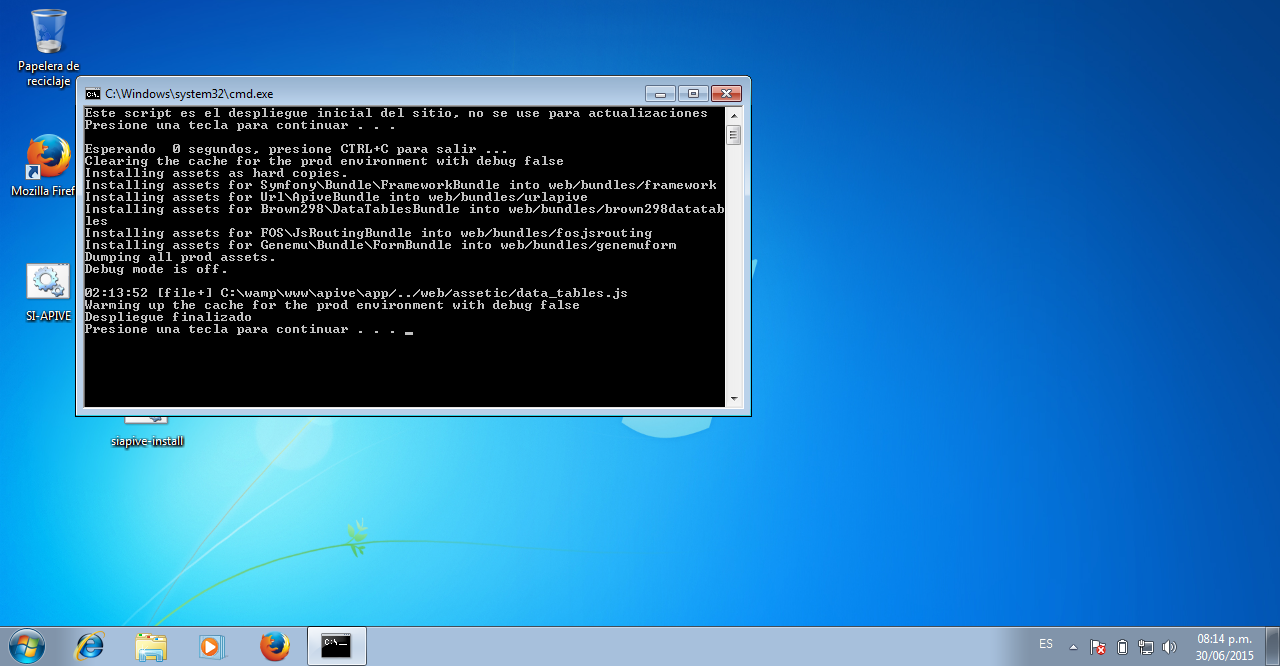 Papelera de
reciclaje
C:\Windows\system32\cmd.exe
C:\.
Este script es el despliegue inicial del sitio, no se use para actualizaciones
Presione una tecla para continuar . . .
Esperando  0 segundos, presione CTRL+C para salir ...
Clearing the cache for the prod environment with debug false
Installing assets as hard copies.
Installing assets for Symfony\Bundle\FrameworkBundle into web/bundles/framework
Installing assets for Url\ApiveBundle into web/bundles/urlapive
Installing assets for Brown298\DataTablesBundle into web/bundles/brown298datatab
les
Installing assets for FOS\JsRoutingBundle into web/bundles/fosjsrouting
Installing assets for Genemu\Bundle\FormBundle into web/bundles/genemuform
Dumping all prod assets.
Debug mode is off.
02:13:52 [file+] C:\wamp\www\apive\app/../web/assetic/data_tables.js
Warming up the cache for the prod environment with debug false
Despliegue finalizado
Presione una tecla para continuar . . . _
Mozilla Firef
SI-APIVE
siapive-install
C:\.
ES
08:14 p.m.
30/06/2015